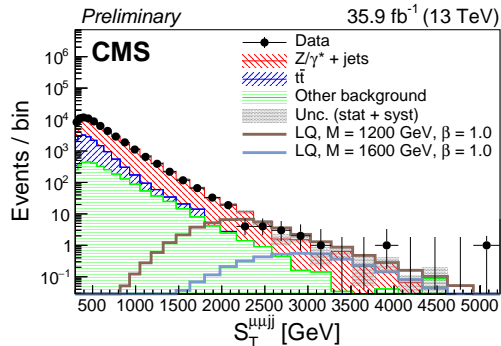 Preliminary 35.9 fb⁻¹ (13 TeV)
CMS
Data
Z/γ* + jets
tt̄
Other background
Unc. (stat + syst)
LQ, M = 1200 GeV, β = 1.0
LQ, M = 1600 GeV, β = 1.0
Events / bin
10⁶
10⁵
10⁴
10³
10²
10
1
10⁻¹
500 1000 1500 2000 2500 3000 3500 4000 4500 5000
S_T^μμjj [GeV]